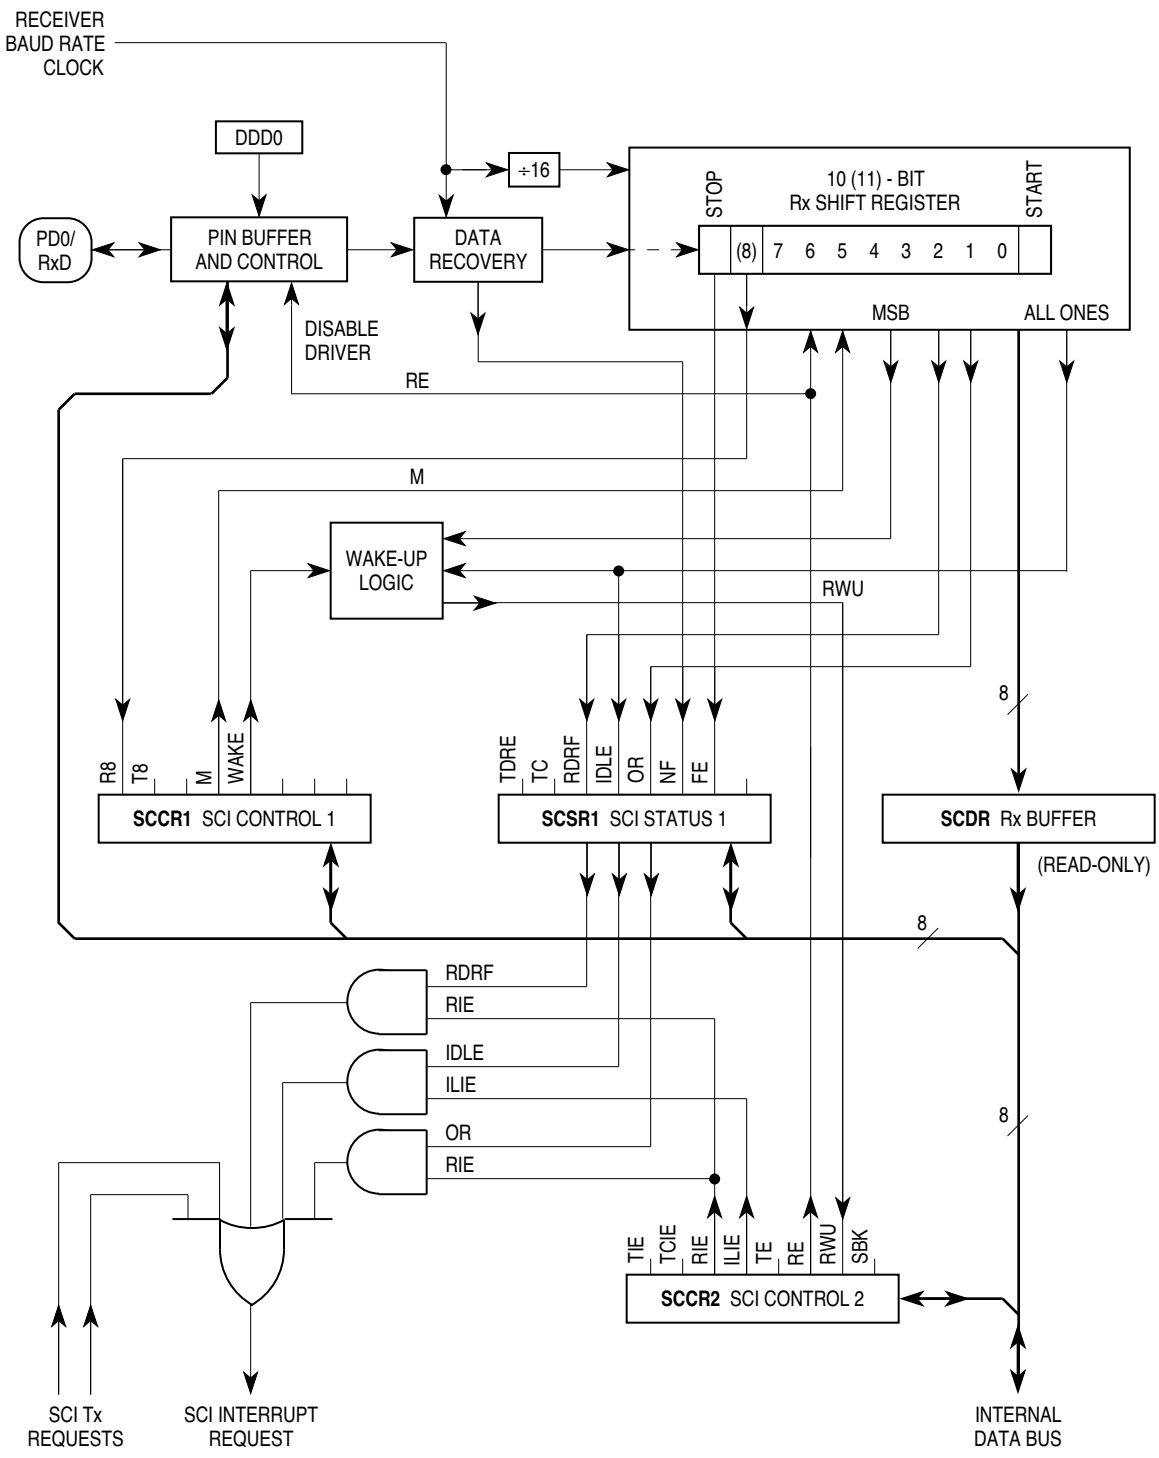 RECEIVER
BAUD RATE
CLOCK
DDD0
÷16
STOP
10 (11) - BIT
Rx SHIFT REGISTER
START
PD0/
RxD
PIN BUFFER
AND CONTROL
DATA
RECOVERY
(8) 7 6 5 4 3 2 1 0
MSB
ALL ONES
DISABLE
DRIVER
RE
M
WAKE-UP
LOGIC
RWU
8
R8
T8
M
WAKE
TDRE
TC
RDRF
IDLE
OR
NF
FE
SCCR1 SCI CONTROL 1
SCSR1 SCI STATUS 1
SCDR Rx BUFFER
(READ-ONLY)
8
RDRF
RIE
IDLE
ILIE
OR
RIE
8
TIE
TCIE
RIE
ILIE
TE
RE
RWU
SBK
SCCR2 SCI CONTROL 2
SCI Tx
REQUESTS
SCI INTERRUPT
REQUEST
INTERNAL
DATA BUS